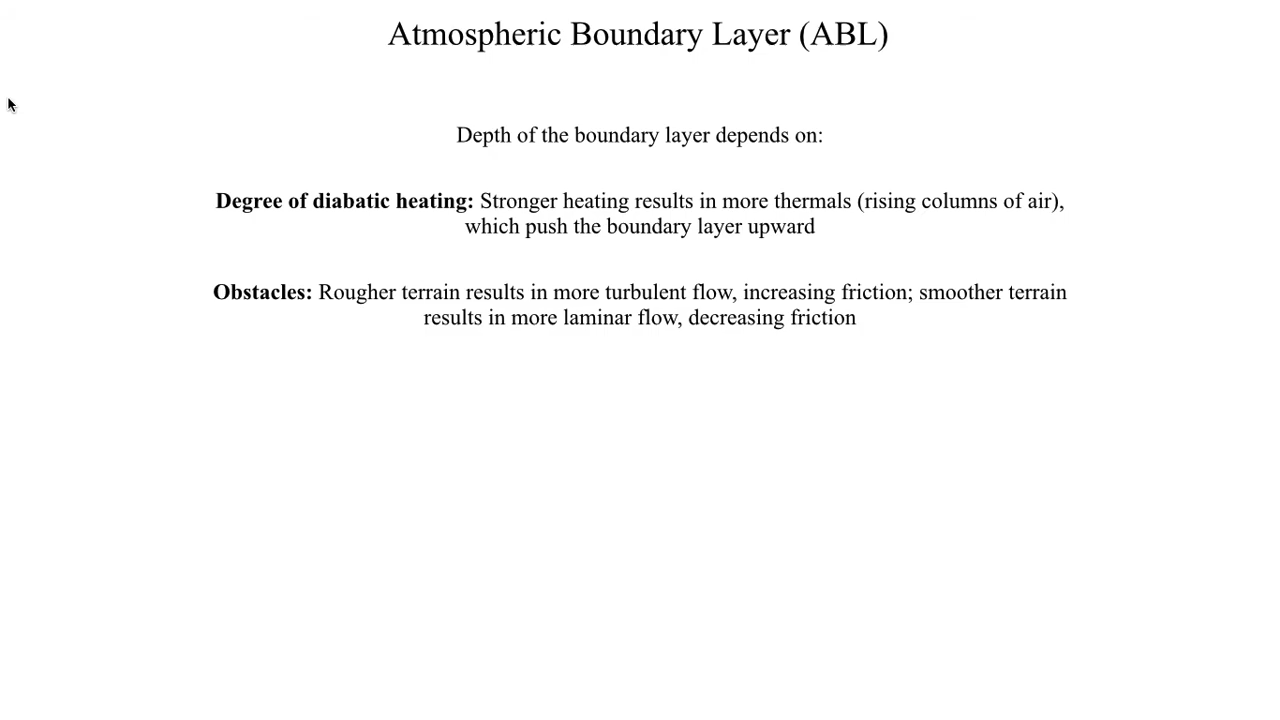 Atmospheric Boundary Layer (ABL)
Depth of the boundary layer depends on:
Degree of diabatic heating: Stronger heating results in more thermals (rising columns of air),
which push the boundary layer upward
Obstacles: Rougher terrain results in more turbulent flow, increasing friction; smoother terrain
results in more laminar flow, decreasing friction